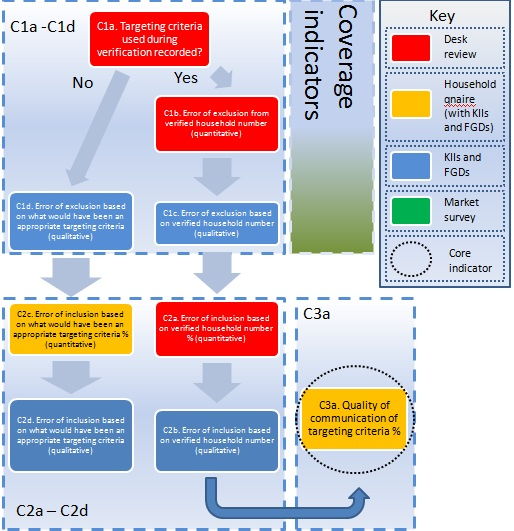 C1a -C1d
C1a. Targeting criteria
used during
verification recorded?
No
Yes
C1b. Error of exclusion from
verified household number
(quantitative)
C1d. Error of exclusion based
on what would have been an
appropriate targeting criteria
(qualitative)
C1c. Error of exclusion based
on verified household number
(qualitative)
Coverage
indicators
Key
Desk
review
Household
qnaire
(with KIIs
and FGDs)
KIIs and
FGDs
Market
survey
Core
indicator
C2c. Error of inclusion based
on what would have been an
appropriate targeting criteria %
(quantitative)
C2a. Error of inclusion based
on verified household number
% (quantitative)
C2d. Error of inclusion based on
what would have been an
appropriate targeting criteria
(qualitative)
C2b. Error of inclusion based
on verified household number
(qualitative)
C2a – C2d
C3a
C3a. Quality of
communication of
targeting criteria %